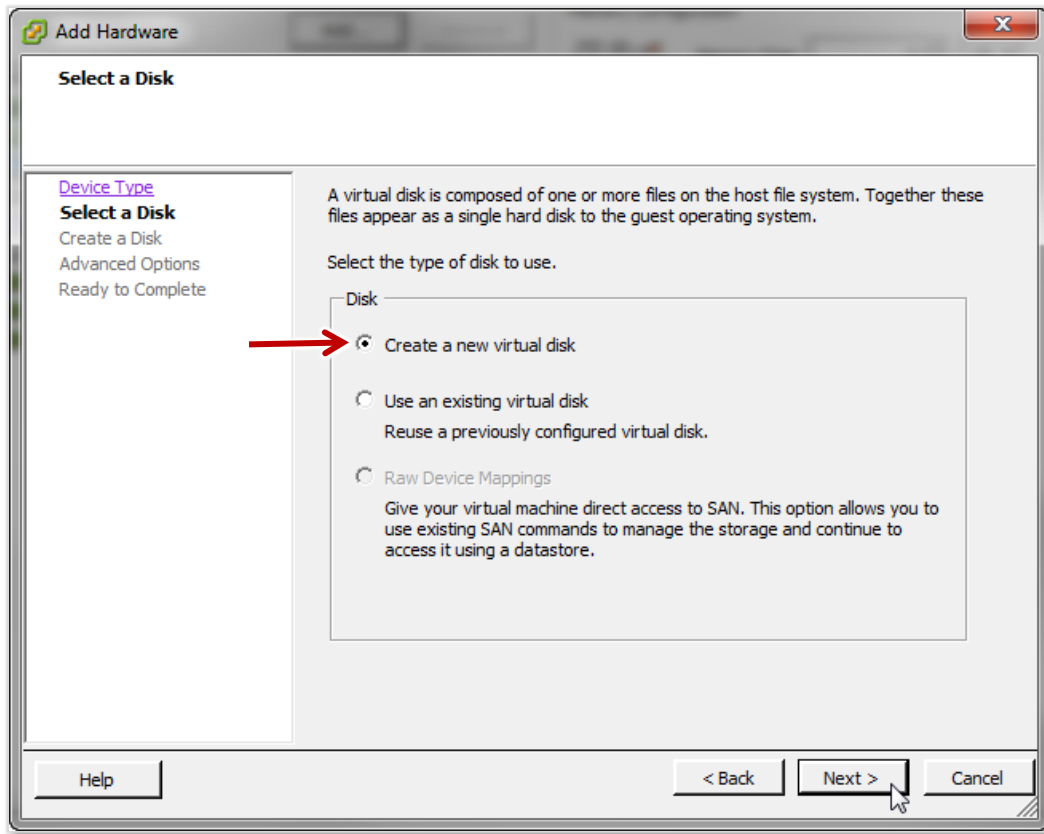 Add Hardware
Select a Disk
Device Type
Select a Disk
Create a Disk
Advanced Options
Ready to Complete
A virtual disk is composed of one or more files on the host file system. Together these
files appear as a single hard disk to the guest operating system.
Select the type of disk to use.
Disk
Create a new virtual disk
Use an existing virtual disk
Reuse a previously configured virtual disk.
Raw Device Mappings
Give your virtual machine direct access to SAN. This option allows you to
use existing SAN commands to manage the storage and continue to
access it using a datastore.
Help
< Back
Next >
Cancel